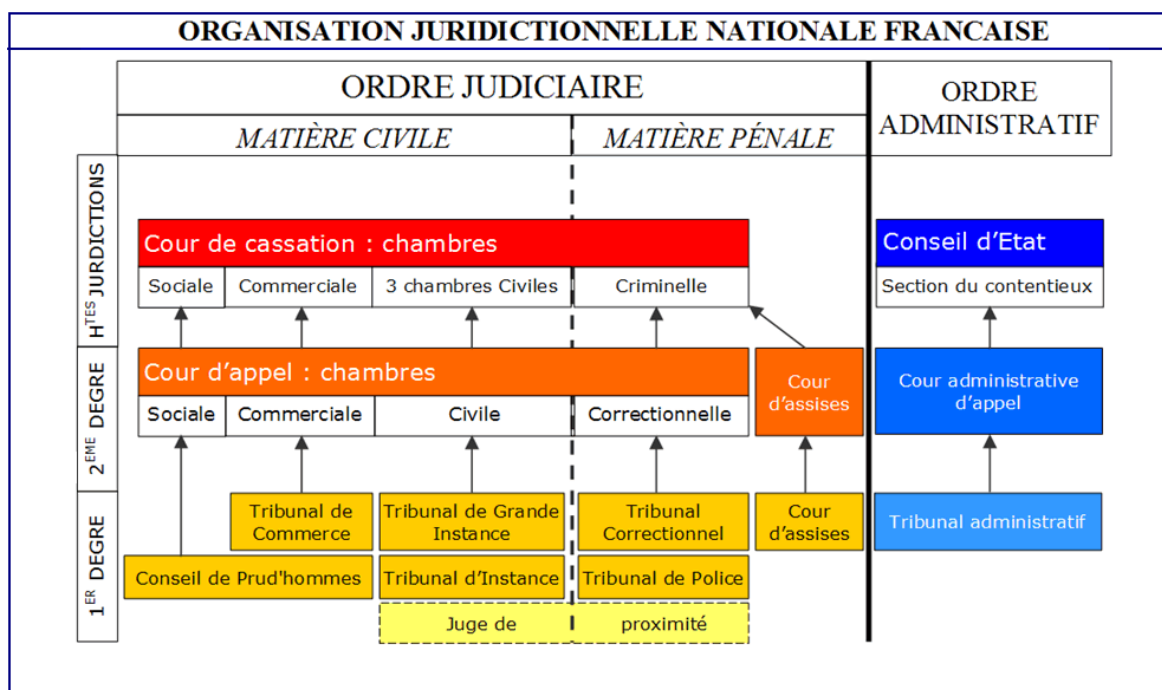 ORGANISATION JURIDICTIONNELLE NATIONALE FRANCAISE
ORDRE JUDICIAIRE
ORDRE
ADMINISTRATIF
MATIÈRE CIVILE
MATIÈRE PÉNALE
HTES JURDICTIONS
Cour de cassation : chambres
Conseil d'Etat
Sociale
Commerciale
3 chambres Civiles
Criminelle
Section du contentieux
2EME DEGRE
Cour d'appel : chambres
Cour
d'assises
Cour administrative
d'appel
Sociale
Commerciale
Civile
Correctionnelle
1ER DEGRE
Tribunal de
Commerce
Tribunal de Grande
Instance
Tribunal
Correctionnel
Cour
d'assises
Tribunal administratif
Conseil de Prud'hommes
Tribunal d'Instance
Tribunal de Police
Juge de proximité